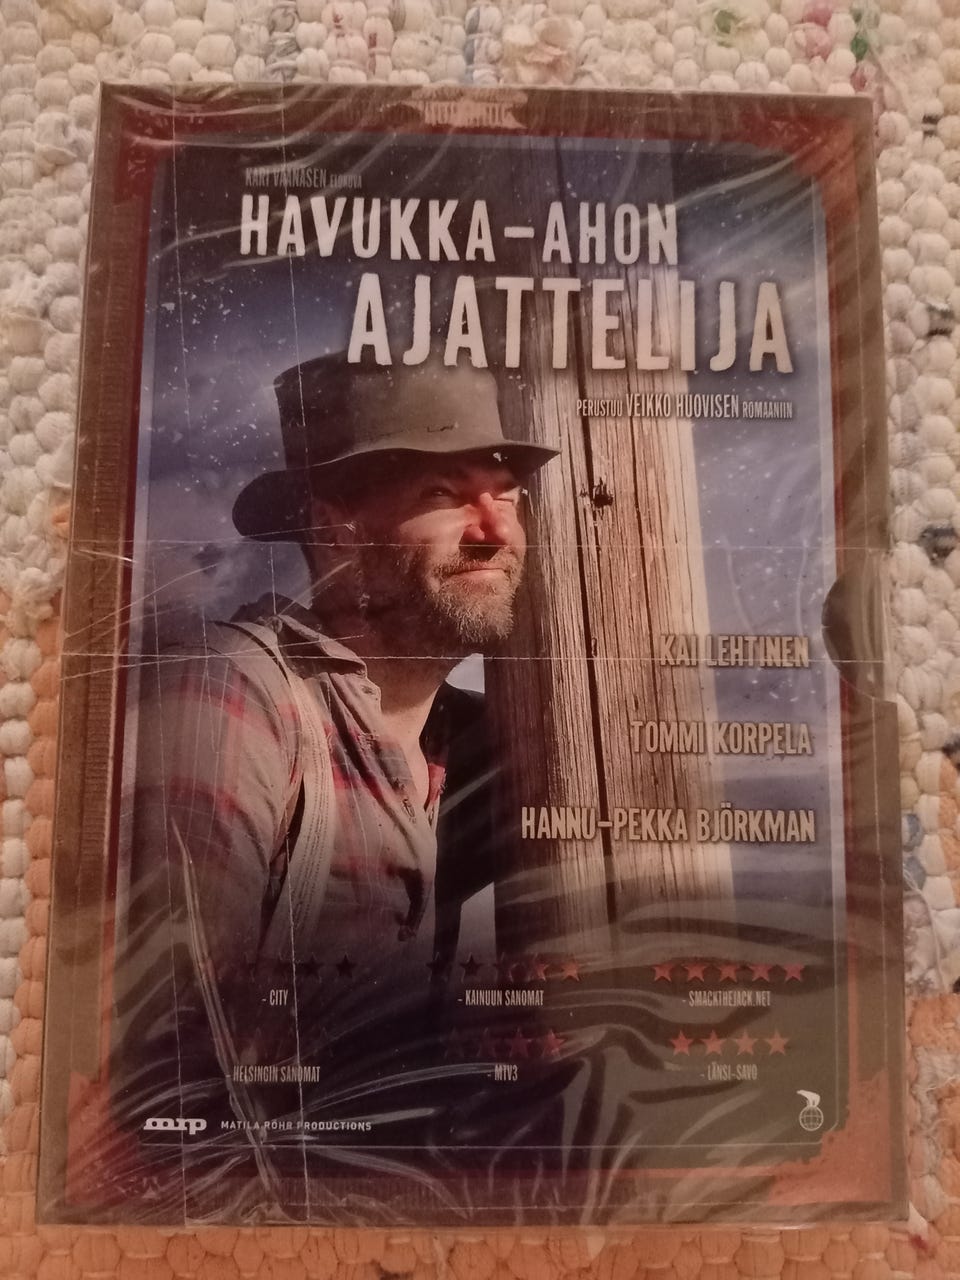 KARI VÄÄNÄSEN ELOKUVA
HAVUKKA-AHON
AJATTELIJA
PERUSTUU VEIKKO HUOVISEN ROMAANIIN
KAI LEHTINEN
TOMMI KORPELA
HANNU-PEKKA BJÖRKMAN
- CITY
- KAINUUN SANOMAT
- SMACKTHEJACK.NET
- HELSINGIN SANOMAT
- MTV3
- LÄNSI-SAVO
mrp MATILA RÖHR PRODUCTIONS